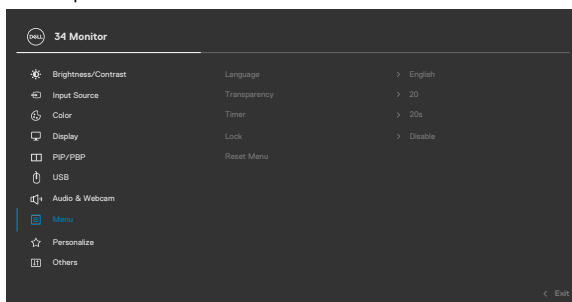 DELL 34 Monitor
Brightness/Contrast Language > English
Input Source Transparency > 20
Color Timer > 20s
Display Lock > Disable
PIP/PBP Reset Menu
USB
Audio & Webcam
Menu
Personalize
Others
< Exit